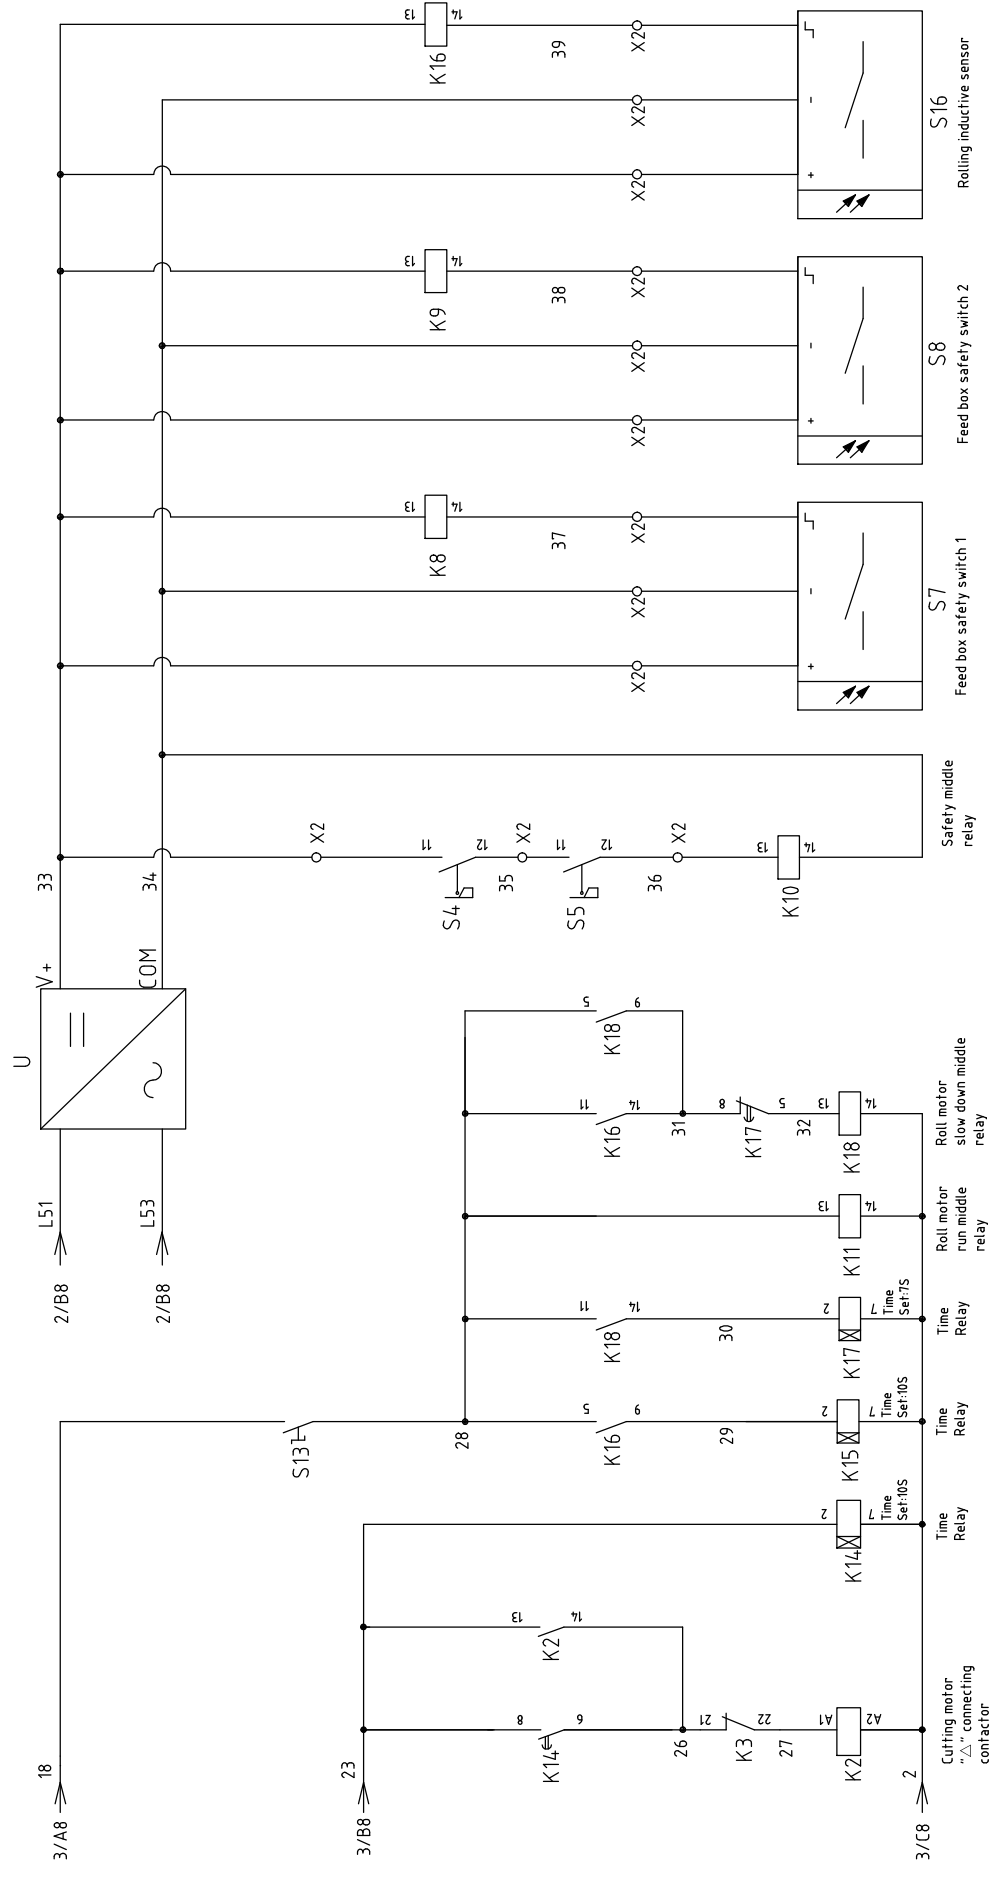 3/A8
18
3/B8
23
3/C8
2
K14
8
6
K2
13
14
26
K3
21
22
27
K2
A1
A2
Cutting motor
"△" connecting
contactor
K14
2
7
Time
Set:10S
Time
Relay
S13
28
K16
5
9
29
K15
2
7
Time
Set:10S
Time
Relay
K18
11
14
30
K17
2
7
Time
Set:7S
Time
Relay
K11
13
14
Roll motor
run middle
relay
K16
11
14
K18
5
9
31
K17
8
5
32
K18
13
14
Roll motor
slow down middle
relay
2/B8
L51
2/B8
L53
U
V+
COM
33
34
X2
S4
11
12
35
X2
S5
11
12
36
X2
K10
13
14
Safety middle
relay
K8
13
14
37
X2
X2
X2
+
-
S7
Feed box safety switch 1
K9
13
14
38
X2
X2
X2
+
-
S8
Feed box safety switch 2
K16
13
14
39
X2
X2
X2
+
-
S16
Rolling inductive sensor